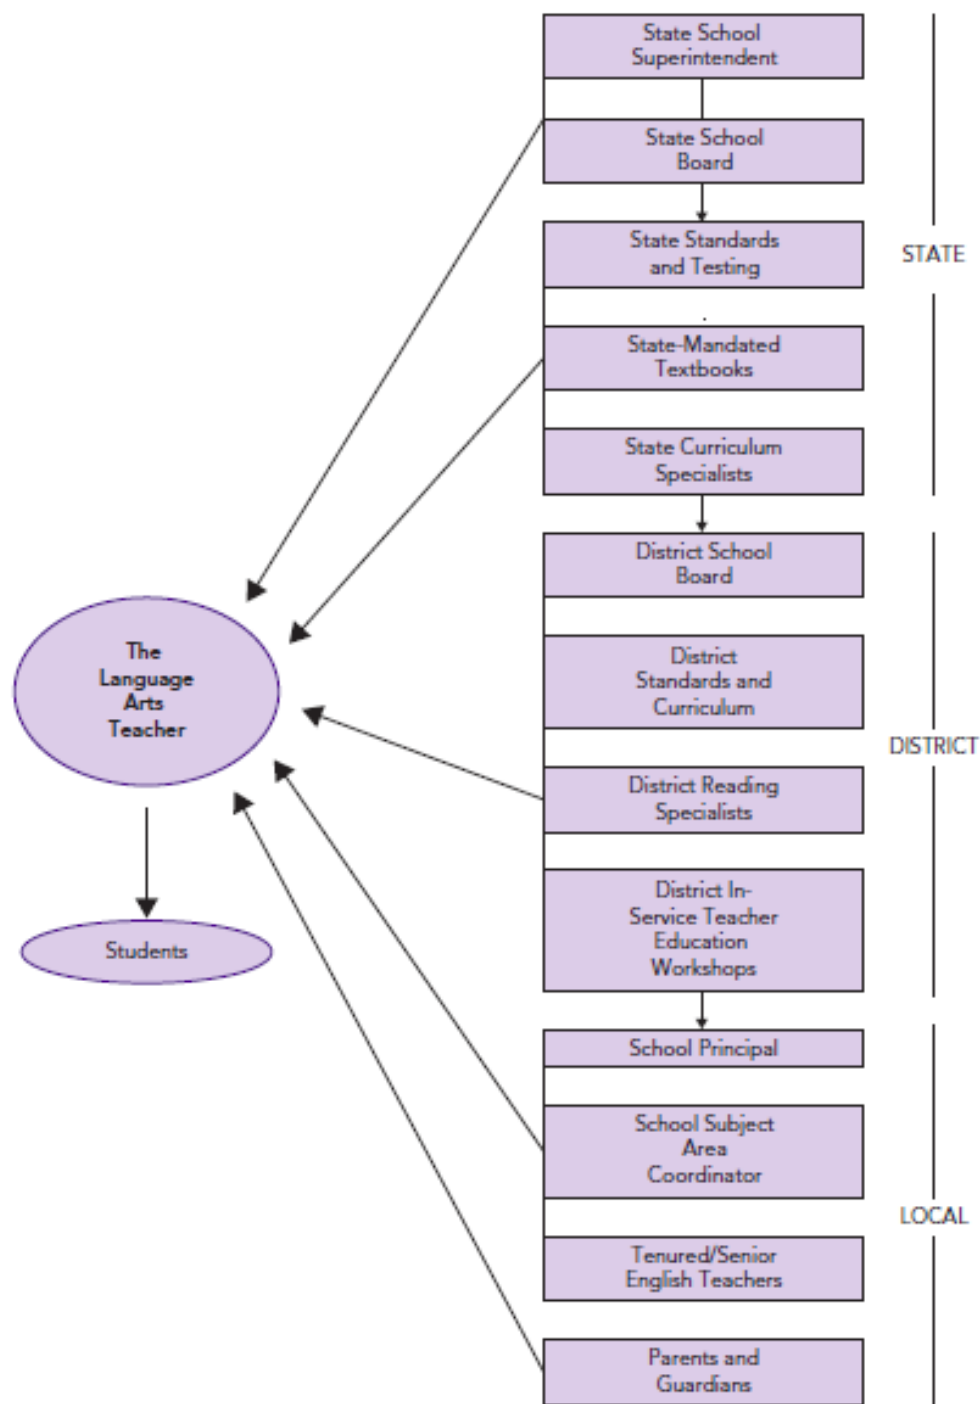 State School
Superintendent
State School
Board
State Standards
and Testing
STATE
State-Mandated
Textbooks
State Curriculum
Specialists
District School
Board
The
Language
Arts
Teacher
District
Standards and
Curriculum
DISTRICT
District Reading
Specialists
District In-
Service Teacher
Education
Workshops
Students
School Principal
School Subject
Area
Coordinator
LOCAL
Tenured/Senior
English Teachers
Parents and
Guardians